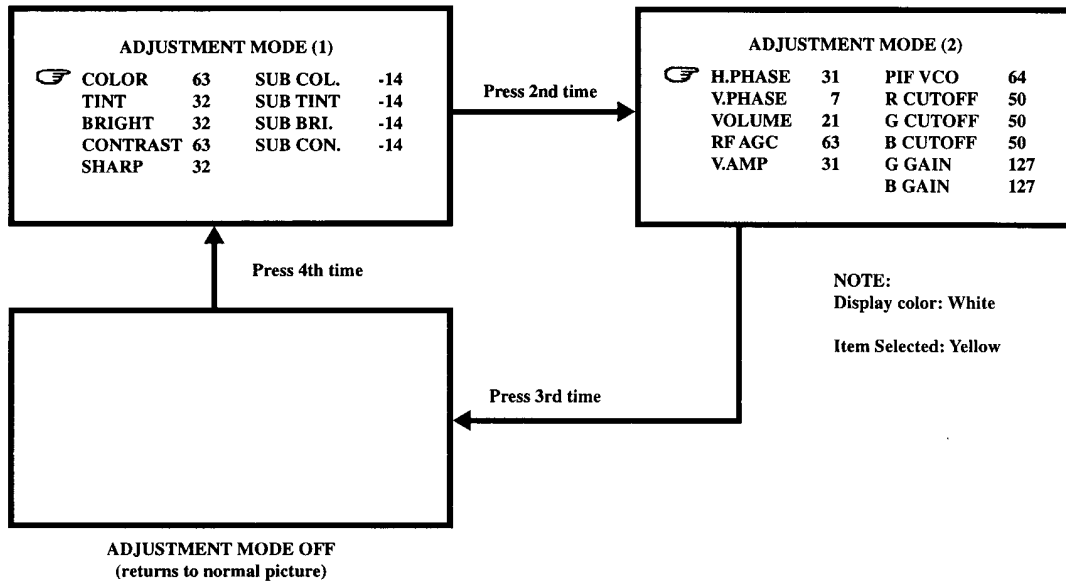 ADJUSTMENT MODE (1)
COLOR 63 SUB COL. -14
TINT 32 SUB TINT -14
BRIGHT 32 SUB BRI. -14
CONTRAST 63 SUB CON. -14
SHARP 32
Press 2nd time
ADJUSTMENT MODE (2)
H.PHASE 31 PIF VCO 64
V.PHASE 7 R CUTOFF 50
VOLUME 21 G CUTOFF 50
RF AGC 63 B CUTOFF 50
V.AMP 31 G GAIN 127
B GAIN 127
Press 4th time
NOTE:
Display color: White
Item Selected: Yellow
Press 3rd time
ADJUSTMENT MODE OFF
(returns to normal picture)